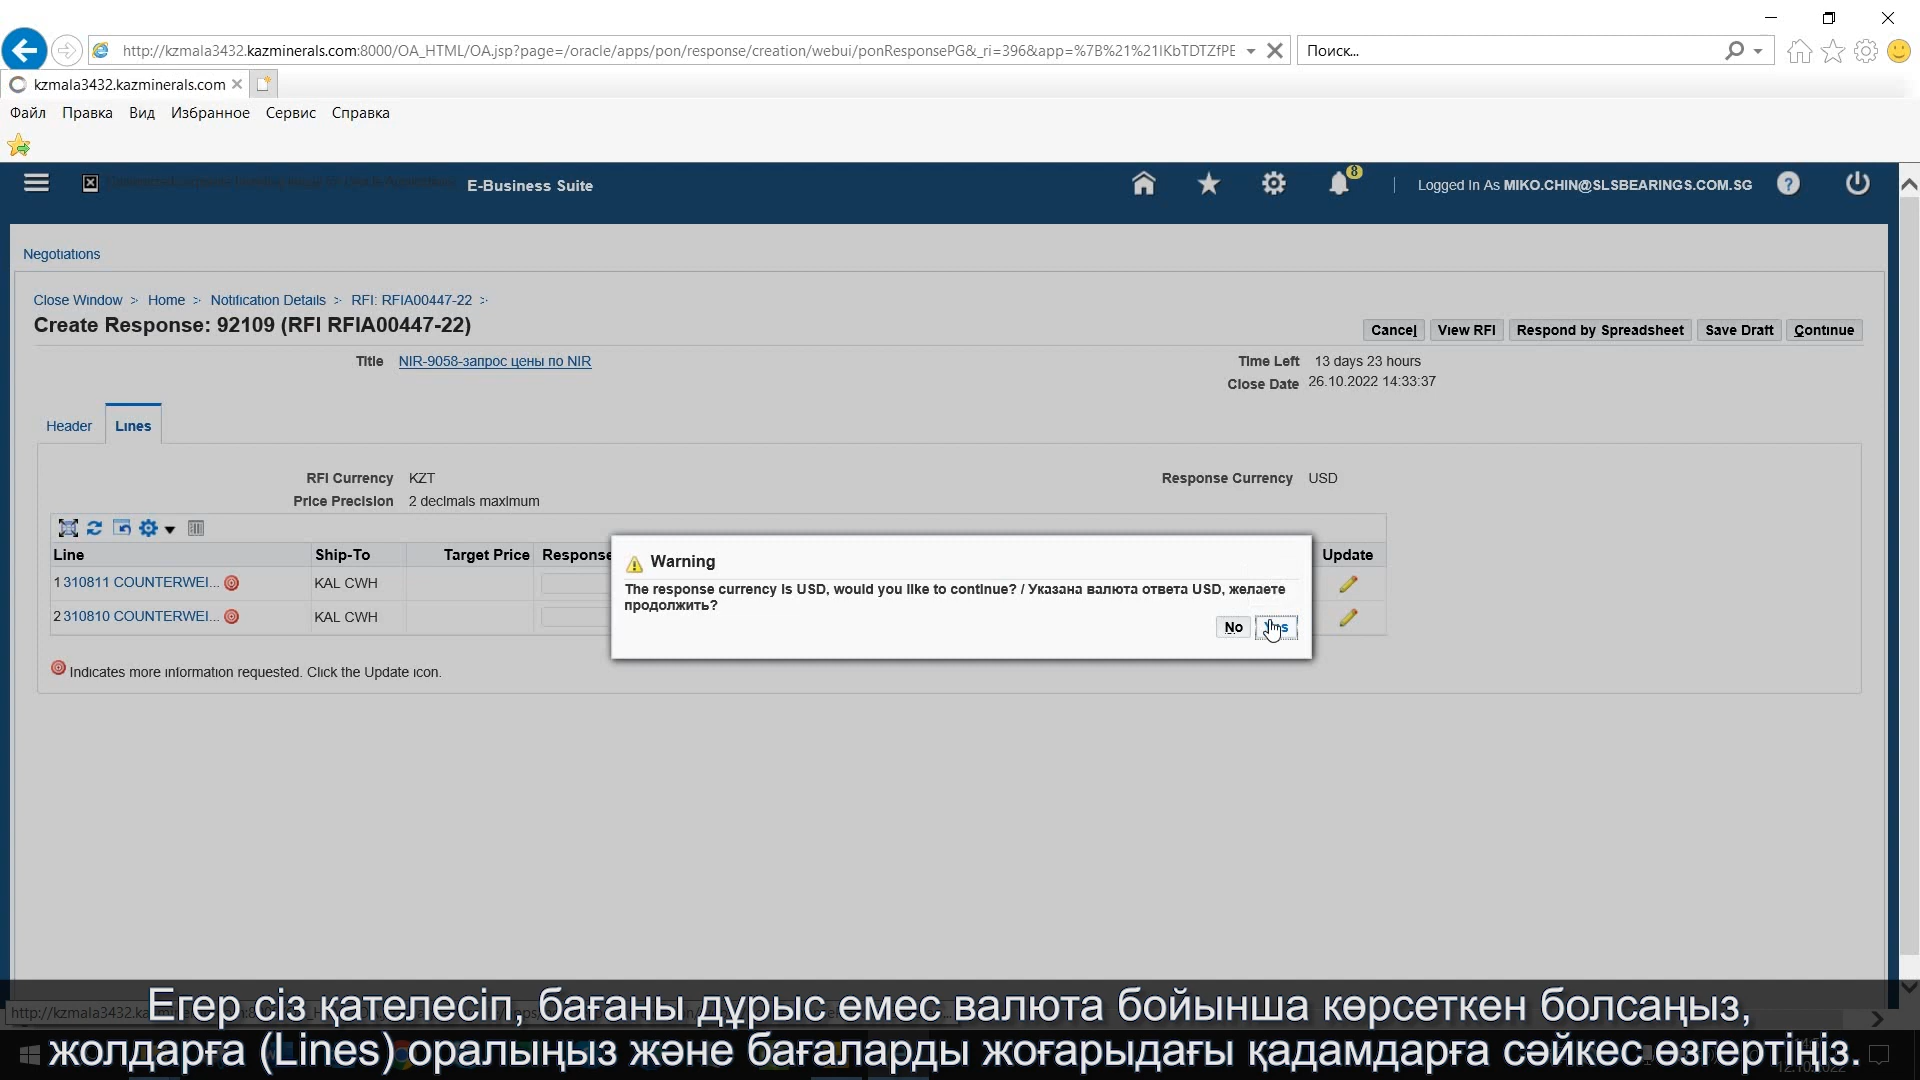 http://kzmala3432.kazminerals.com:8000/OA_HTML/OA.jsp?page=/oracle/apps/pon/response/creation/webui/ponResponsePG&_ri=396&app=%7B%21%21IKbTDTZfPE
Поиск...
kzmala3432.kazminerals.com
Файл Правка Вид Избранное Сервис Справка
E-Business Suite
8
Logged In As MIKO.CHIN@SLSBEARINGS.COM.SG
Negotiations
Close Window > Home > Notification Details > RFI: RFIA00447-22 >
Create Response: 92109 (RFI RFIA00447-22)
Cancel View RFI Respond by Spreadsheet Save Draft Continue
Title NIR-9058-запрос цены по NIR
Time Left 13 days 23 hours
Close Date 26.10.2022 14:33:37
Header Lines
RFI Currency KZT
Response Currency USD
Price Precision 2 decimals maximum
Line Ship-To Target Price Response Update
1 310811 COUNTERWEI... KAL CWH
2 310810 COUNTERWEI... KAL CWH
Warning
The response currency is USD, would you like to continue? / Указана валюта ответа USD, желаете
продолжить?
No Yes
Indicates more information requested. Click the Update icon.
Егер сіз қателесіп, бағаны дұрыс емес валюта бойынша көрсеткен болсаңыз,
жолдарға (Lines) оралыңыз және бағаларды жоғарыдағы қадамдарға сәйкес өзгертіңіз.